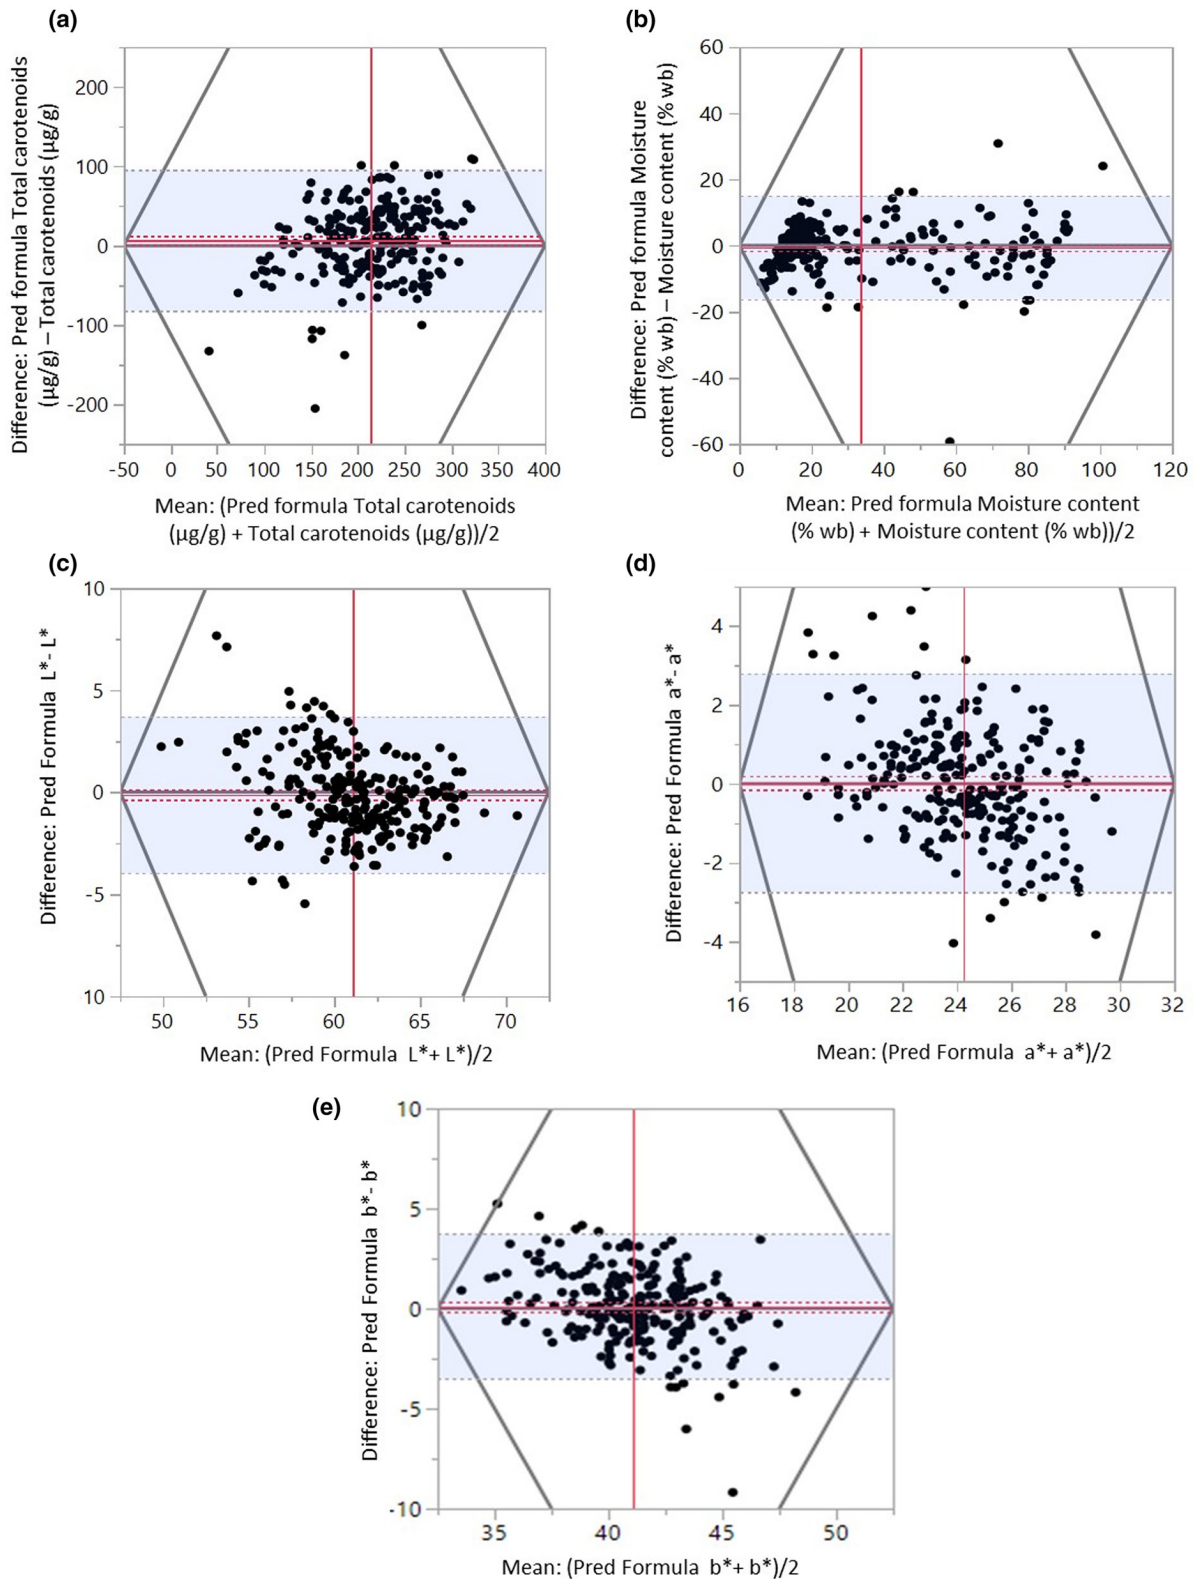 (a)
Difference: Pred formula Total carotenoids
(µg/g) – Total carotenoids (µg/g)
200
100
0
-100
-200
-50 0 50 100 150 200 250 300 350 400
Mean: (Pred formula Total carotenoids
(µg/g) + Total carotenoids (µg/g))/2
(b)
Difference: Pred formula Moisture
content (% wb) – Moisture content (% wb)
60
40
20
0
-20
-40
-60
0 20 40 60 80 100 120
Mean: Pred formula Moisture content
(% wb) + Moisture content (% wb))/2
(c)
Difference: Pred Formula L*- L*
10
5
0
-5
10
50 55 60 65 70
Mean: (Pred Formula L*+ L*)/2
(d)
Difference: Pred Formula a*- a*
4
2
0
-2
-4
16 18 20 22 24 26 28 30 32
Mean: (Pred Formula a*+ a*)/2
(e)
Difference: Pred Formula b*- b*
10
5
0
-5
-10
35 40 45 50
Mean: (Pred Formula b*+ b*)/2